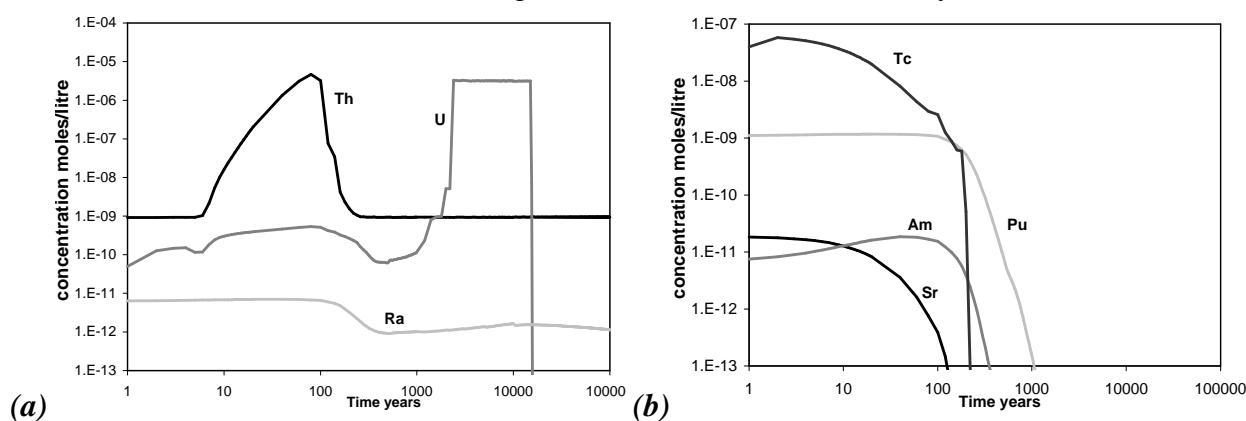 1.E-04
1.E-05
1.E-06
1.E-07
1.E-08
1.E-09
1.E-10
1.E-11
1.E-12
1.E-13
concentration moles/litre
Th
U
Ra
1 10 100 1000 10000 10000
Time years
(a)
1.E-07
1.E-08
1.E-09
1.E-10
1.E-11
1.E-12
1.E-13
concentration moles/litre
Tc
Am
Pu
Sr
1 10 100 1000 10000 100000
Time years
(b)